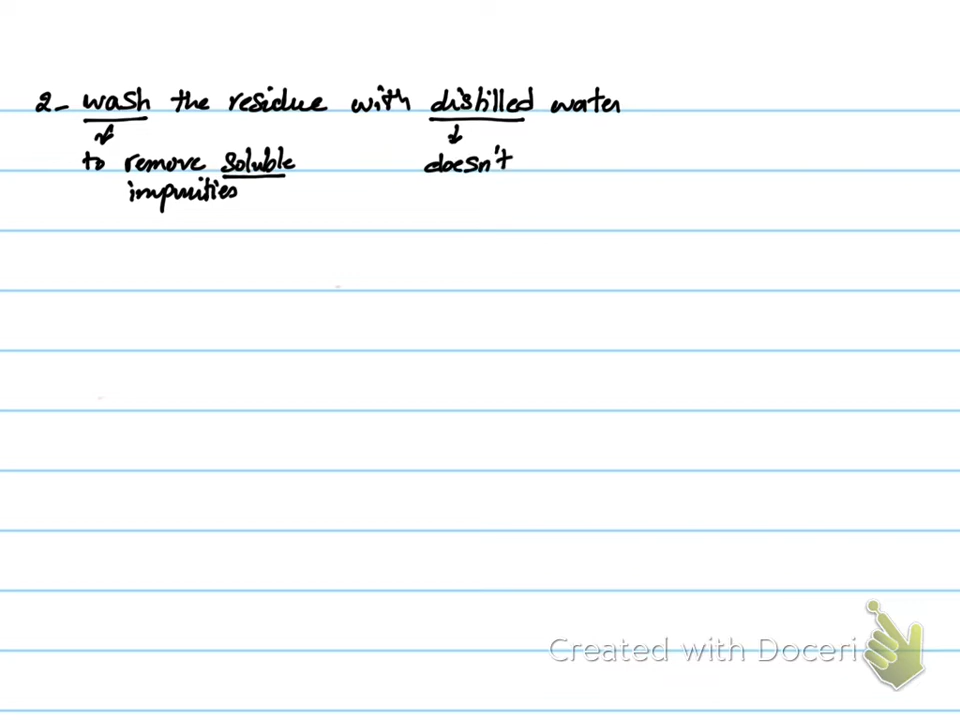 2- wash the residue with distilled water
to remove soluble doesn't
impurities
Created with Doceri